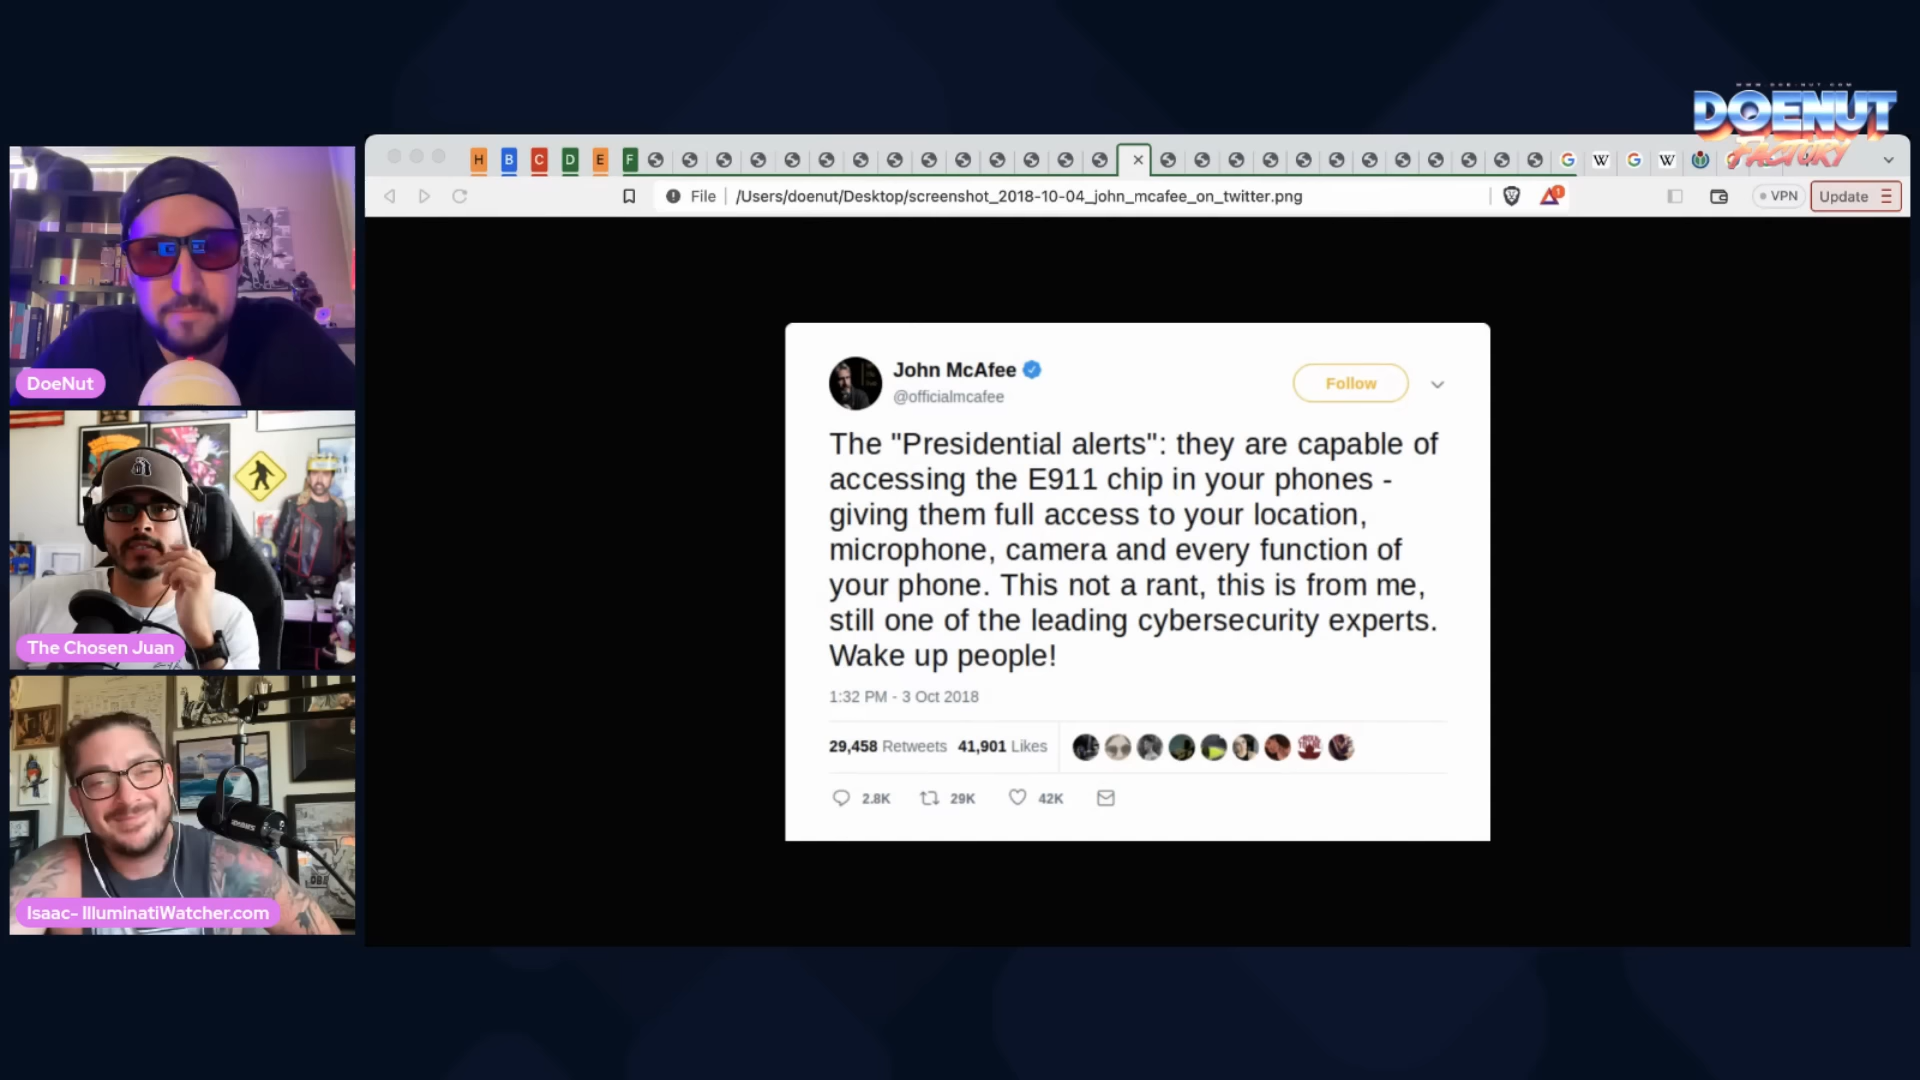 WWW.DOE-NUT.COM
DOENUT
FACTORY
H B C D E F
File /Users/doenut/Desktop/screenshot_2018-10-04_john_mcafee_on_twitter.png
VPN
Update
DoeNut
The Chosen Juan
Isaac- IlluminatiWatcher.com
John McAfee
@officialmcafee
Follow
The "Presidential alerts": they are capable of
accessing the E911 chip in your phones -
giving them full access to your location,
microphone, camera and every function of
your phone. This not a rant, this is from me,
still one of the leading cybersecurity experts.
Wake up people!
1:32 PM - 3 Oct 2018
29,458 Retweets 41,901 Likes
2.8K 29K 42K